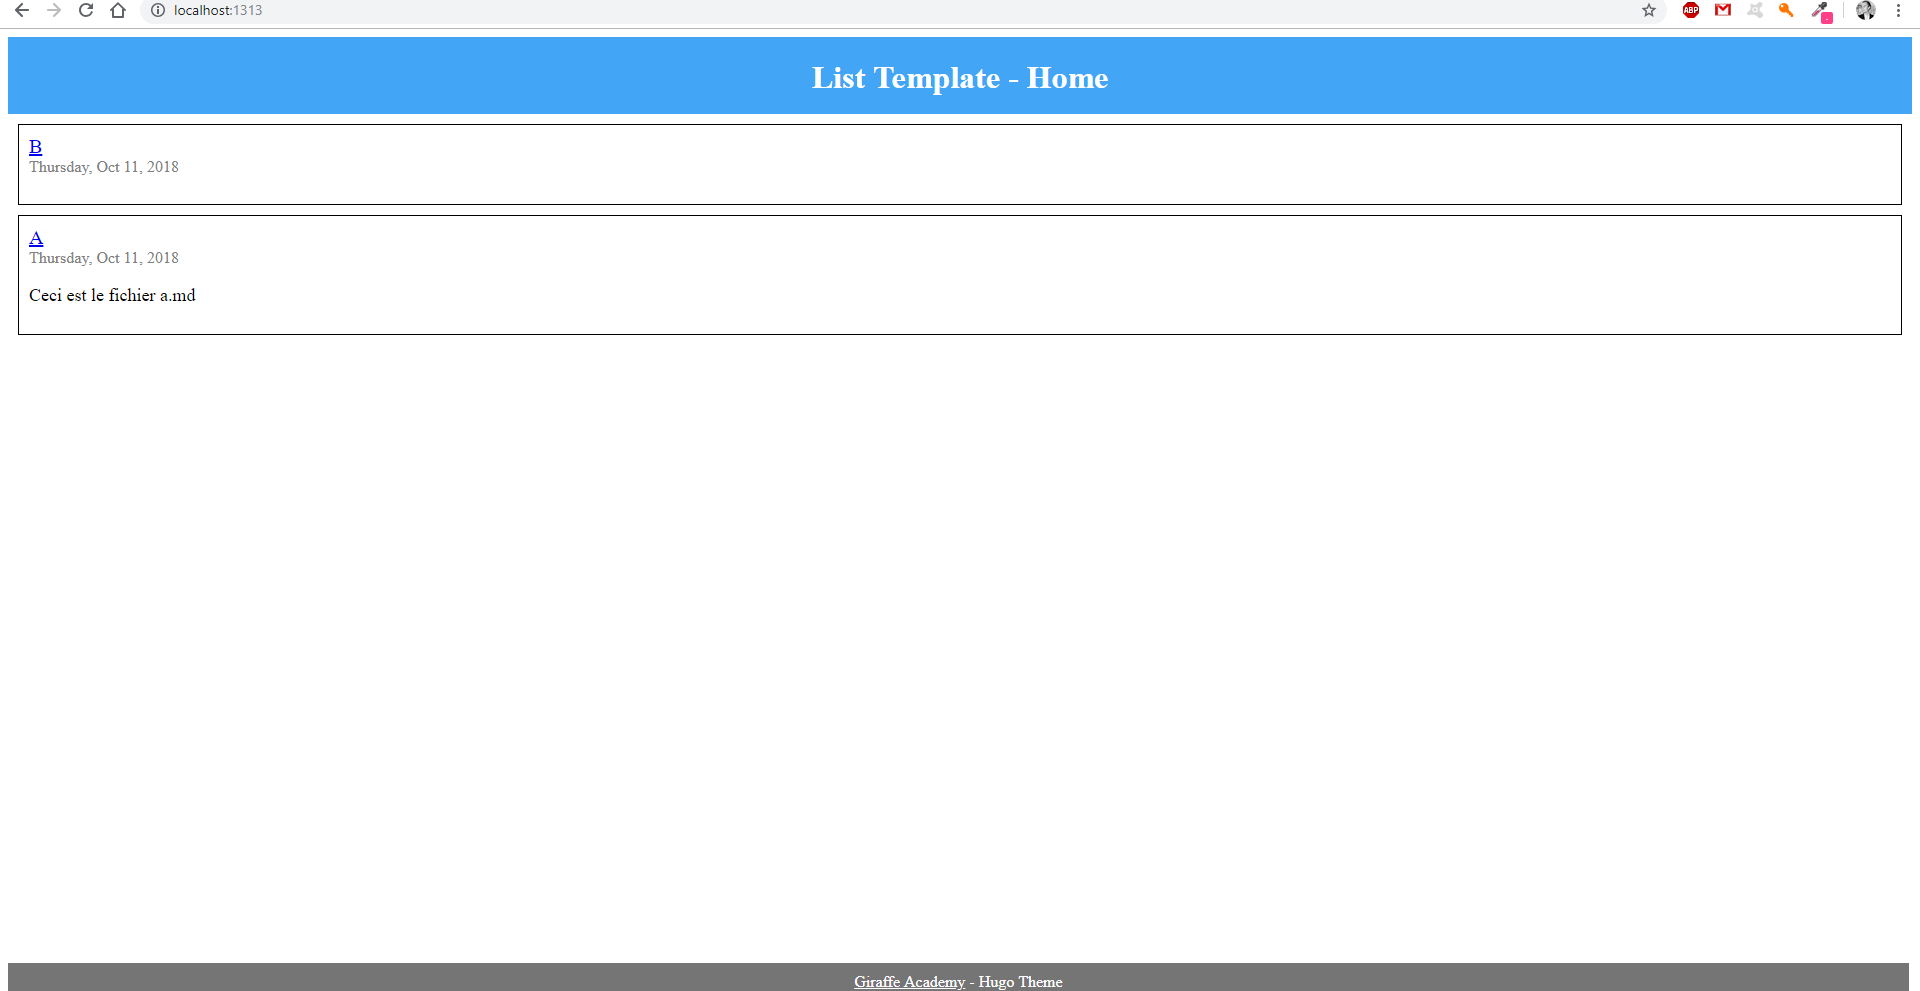 localhost:1313
ABP
List Template - Home
B
Thursday, Oct 11, 2018
A
Thursday, Oct 11, 2018
Ceci est le fichier a.md
Giraffe Academy - Hugo Theme